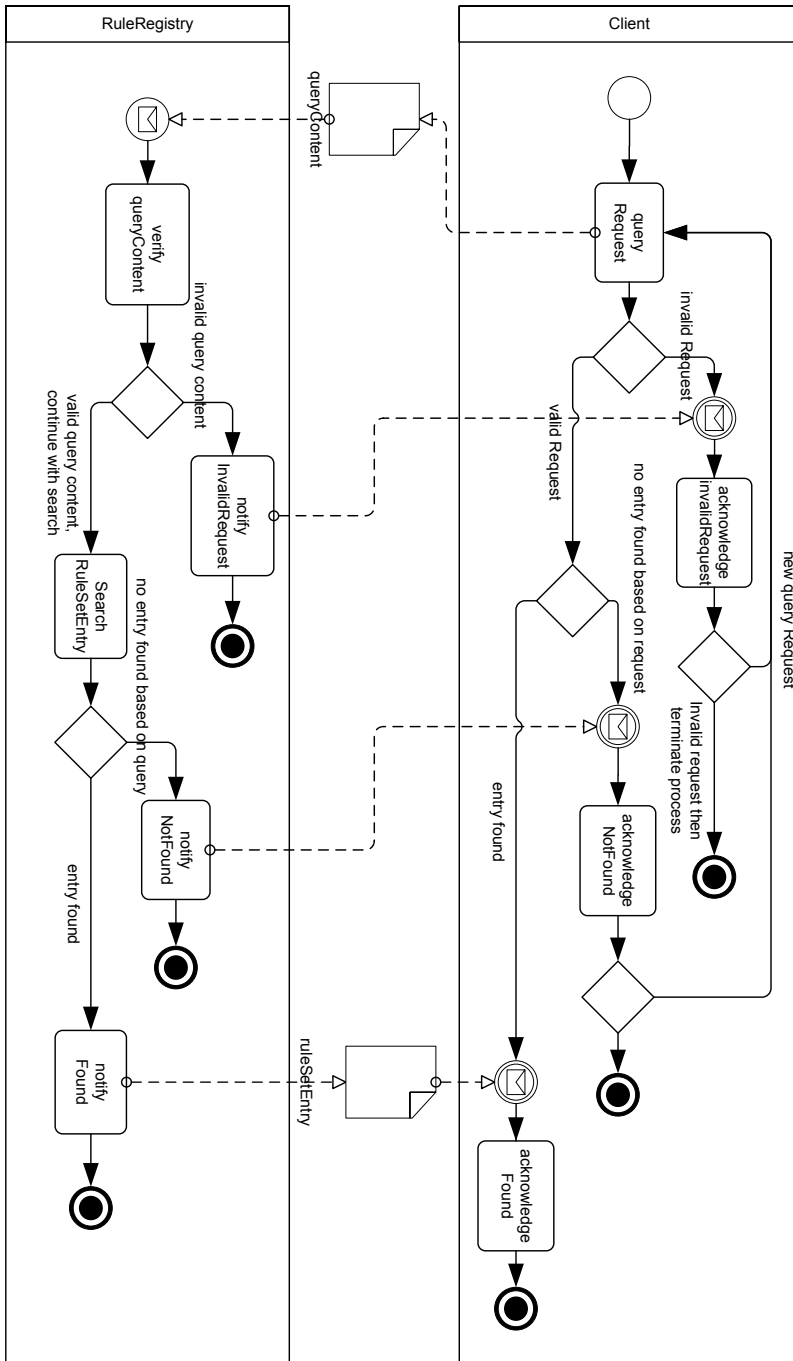 RuleRegistry
Client
queryContent
query
Request
verify
queryContent
invalid Request
valid Request
invalid query content
valid query content,
continue with search
notify
InvalidRequest
acknowledge
invalidRequest
new query Request
Invalid request then
terminate process
no entry found based on request
Search
RuleSetEntry
no entry found based on query
notify
NotFound
acknowledge
NotFound
entry found
entry found
notify
Found
ruleSetEntry
acknowledge
Found